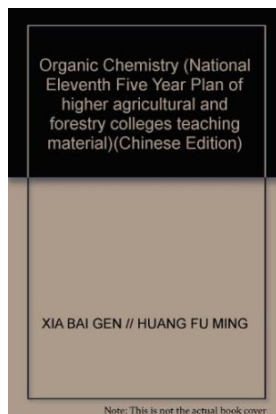 Organic Chemistry (National
Eleventh Five Year Plan of
higher agricultural and
forestry colleges teaching
material)(Chinese Edition)
XIA BAI GEN // HUANG FU MING
Note: This is not the actual book cover